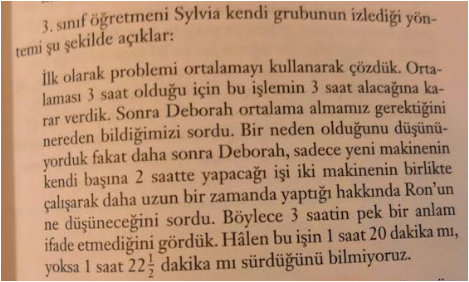 3. sınıf öğretmeni Sylvia kendi grubunun izlediği yön-
temi şu şekilde açıklar:
İlk olarak problemi ortalamayı kullanarak çözdük. Orta-
laması 3 saat olduğu için bu işlemin 3 saat alacağına ka-
rar verdik. Sonra Deborah ortalama almamız gerektiğini
nereden bildiğimizi sordu. Bir neden olduğunu düşünü-
yorduk fakat daha sonra Deborah, sadece yeni makinenin
kendi başına 2 saatte yapacağı işi iki makinenin birlikte
çalışarak daha uzun bir zamanda yaptığı hakkında Ron'un
ne düşüneceğini sordu. Böylece 3 saatin pek bir anlam
ifade etmediğini gördük. Hâlen bu işin 1 saat 20 dakika mı,
yoksa 1 saat 22½ dakika mı sürdüğünü bilmiyoruz.